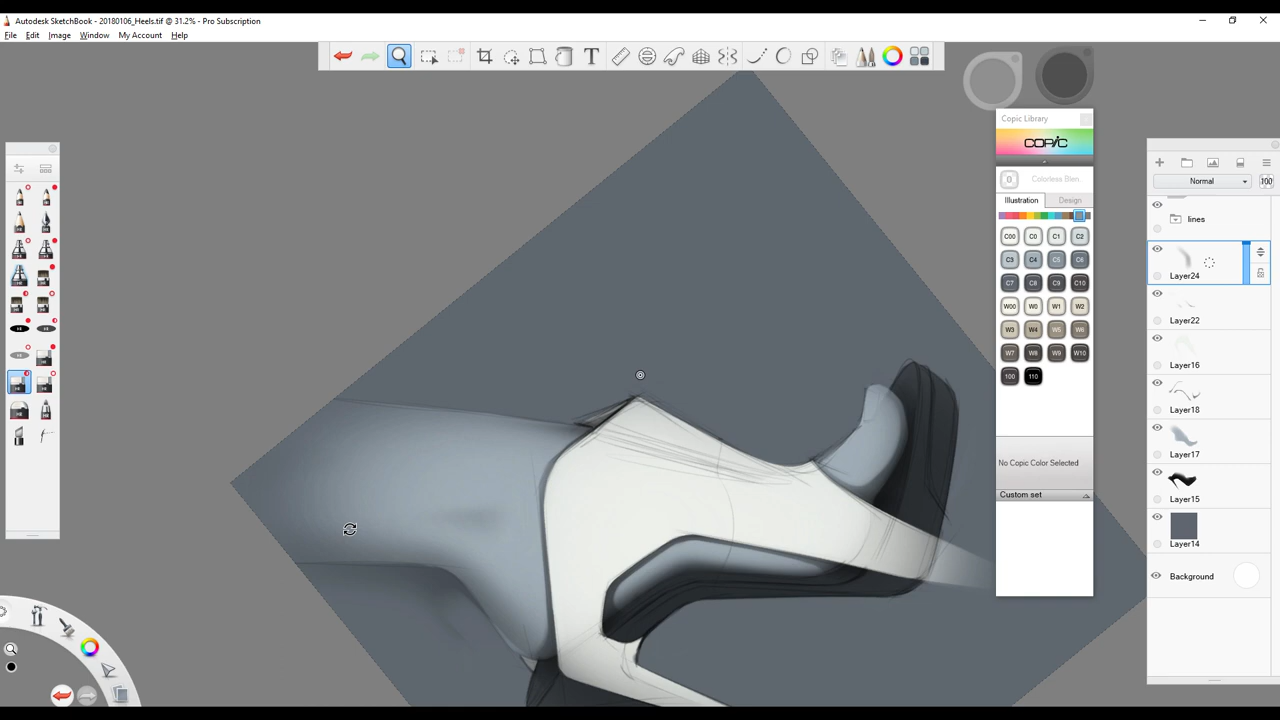 Autodesk SketchBook - 20180106_Heels.tif @ 31.2% - Pro Subscription
File Edit Image Window My Account Help
T
Copic Library
COPIC
0 Colorless Blen..
Illustration Design
C00 C0 C1 C2
C3 C4 C5 C6
C7 C8 C9 C10
W00 W0 W1 W2
W3 W4 W5 W6
W7 W8 W9 W10
100 110
No Copic Color Selected
Custom set
Normal 100
lines
Layer24
Layer22
Layer16
Layer18
Layer17
Layer15
Layer14
Background